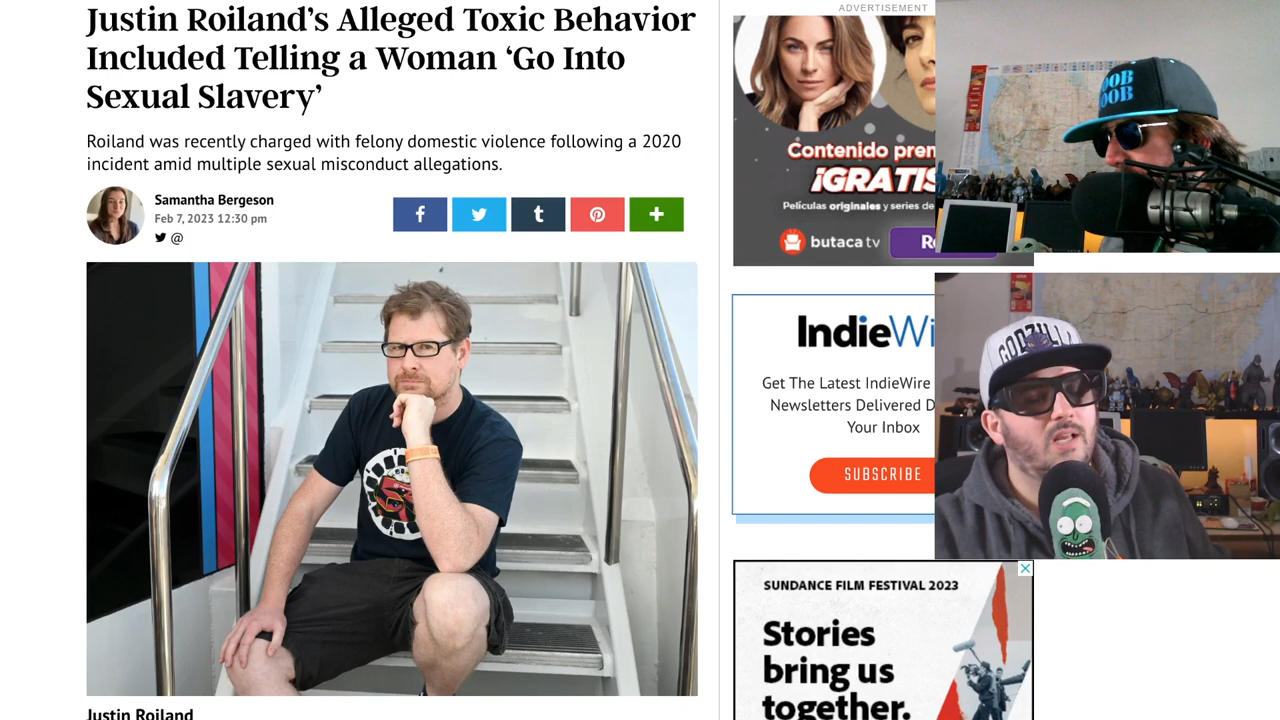 Justin Roiland's Alleged Toxic Behavior
Included Telling a Woman 'Go Into
Sexual Slavery'
Roiland was recently charged with felony domestic violence following a 2020
incident amid multiple sexual misconduct allegations.
Samantha Bergeson
Feb 7, 2023 12:30 pm
@
Justin Roiland
ADVERTISEMENT
Contenido
¡GRATIS
Películas originales y series de
butaca tv
IndieWi
Get The Latest IndieWire
Newsletters Delivered D
Your Inbox
SUBSCRIBE
SUNDANCE FILM FESTIVAL 2023
Stories
bring us
together.
OOB
OOB
GODZILLA